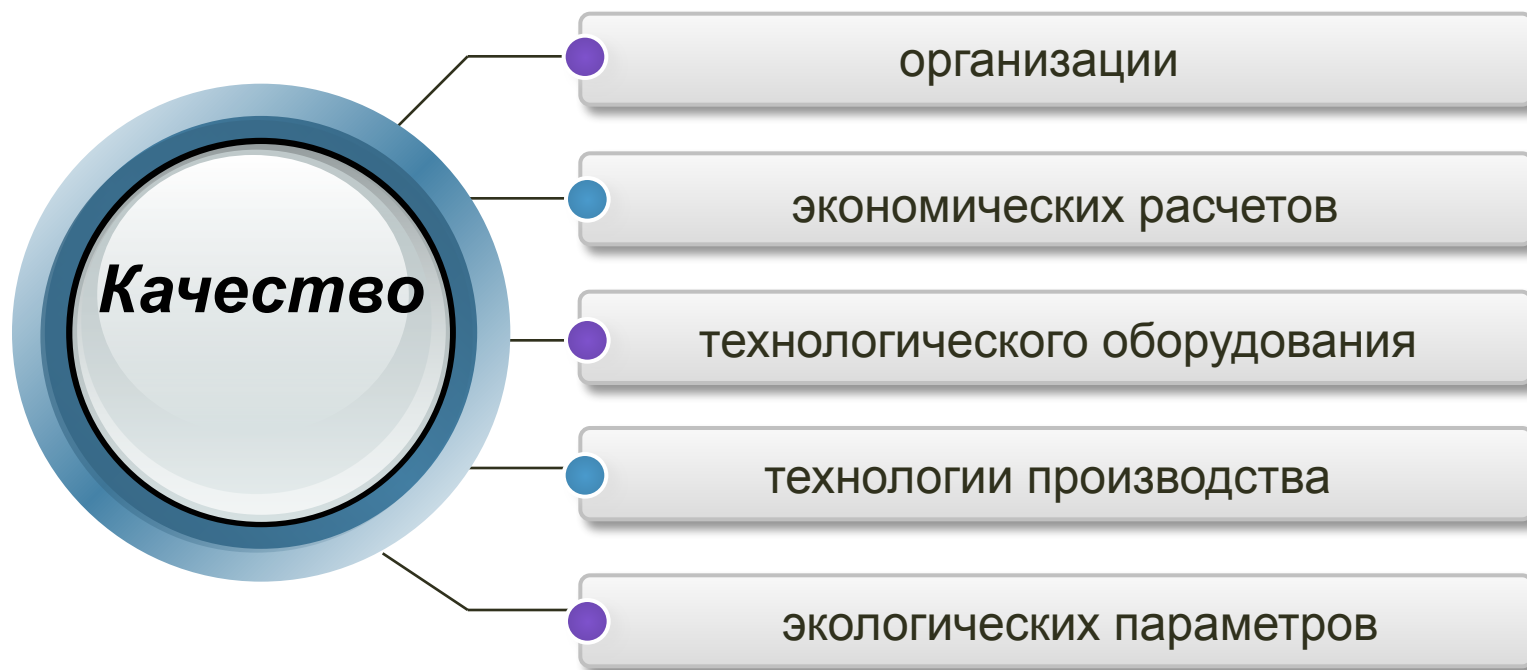 Качество
организации
экономических расчетов
технологического оборудования
технологии производства
экологических параметров